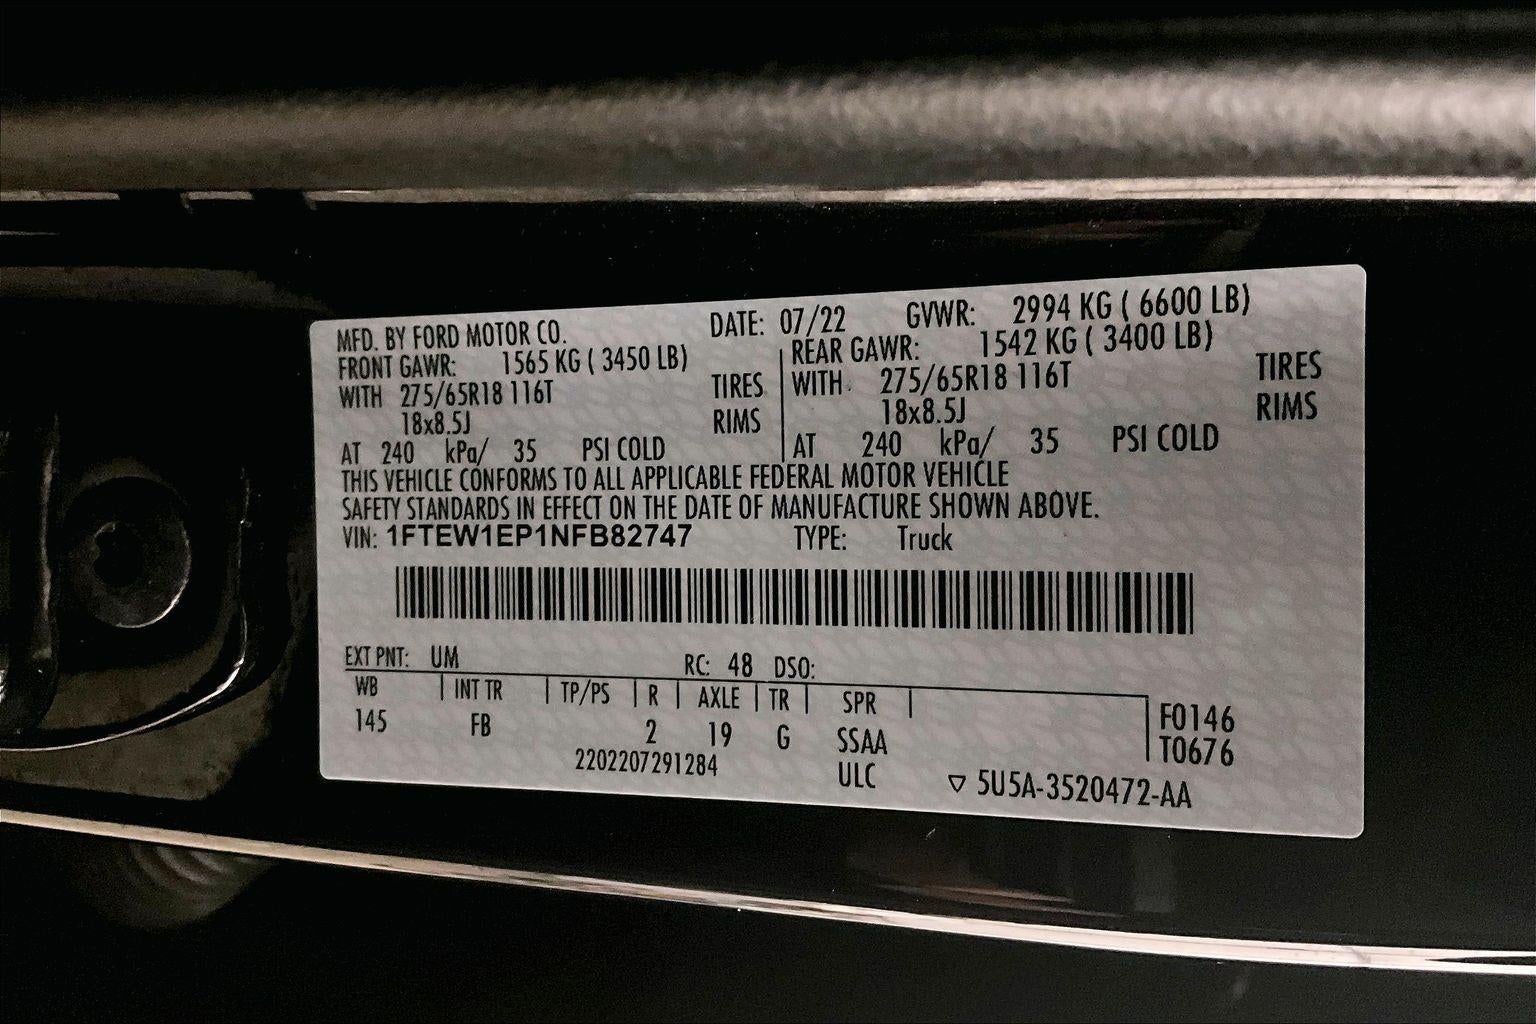 MFD. BY FORD MOTOR CO. DATE: 07/22 GVWR: 2994 KG ( 6600 LB)
FRONT GAWR: 1565 KG ( 3450 LB) REAR GAWR: 1542 KG ( 3400 LB)
WITH 275/65R18 116T TIRES WITH 275/65R18 116T TIRES
18x8.5J RIMS 18x8.5J RIMS
AT 240 kPa/ 35 PSI COLD AT 240 kPa/ 35 PSI COLD
THIS VEHICLE CONFORMS TO ALL APPLICABLE FEDERAL MOTOR VEHICLE
SAFETY STANDARDS IN EFFECT ON THE DATE OF MANUFACTURE SHOWN ABOVE.
VIN: 1FTEW1EP1NFB82747 TYPE: Truck
EXT PNT: UM RC: 48 DSO:
WB INT TR TP/PS R AXLE TR SPR F0146
145 FB 2 19 G SSAA T0676
2202207291284 ULC ▽ 5U5A-3520472-AA